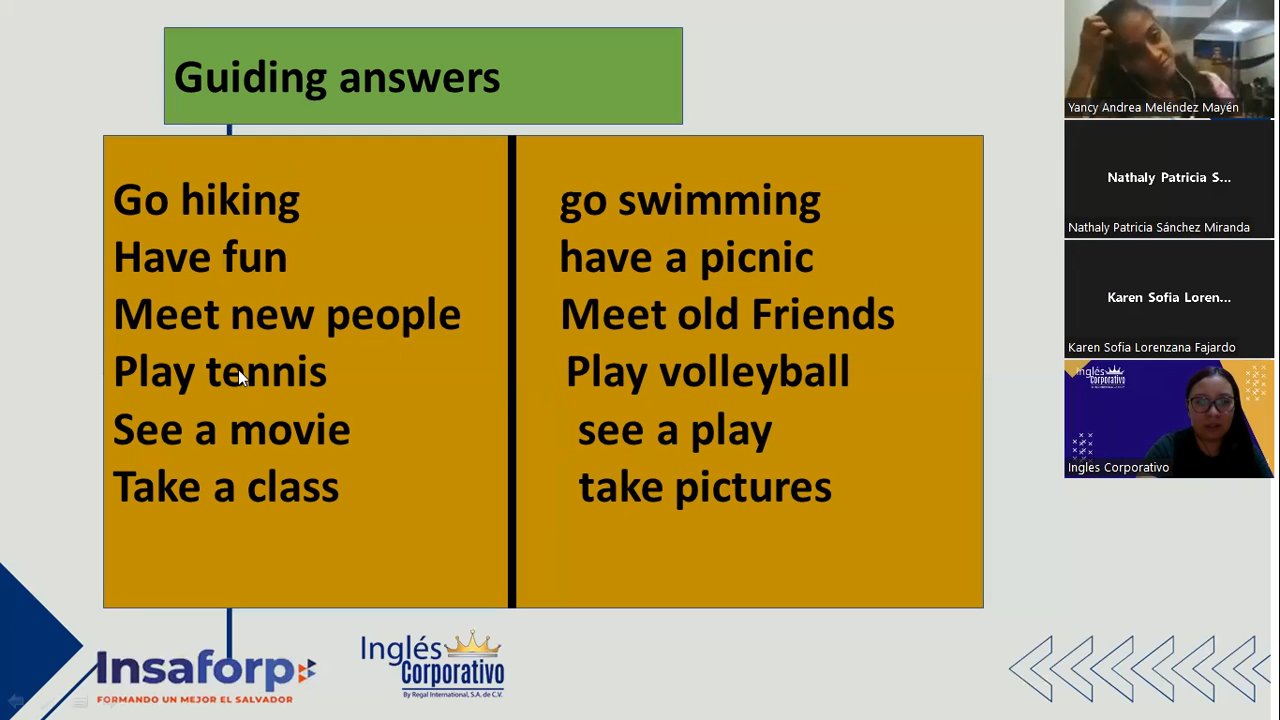 Guiding answers
Go hiking
Have fun
Meet new people
Play tennis
See a movie
Take a class
go swimming
have a picnic
Meet old Friends
Play volleyball
see a play
take pictures
Insaforp
FORMANDO UN MEJOR EL SALVADOR
Inglés
Corporativo
By Regal International, S.A. de C.V.
Yancy Andrea Meléndez Mayén
Nathaly Patricia S...
Nathaly Patricia Sánchez Miranda
Karen Sofia Loren...
Karen Sofía Lorenzana Fajardo
Inglés
Corporativo
Ingles Corporativo